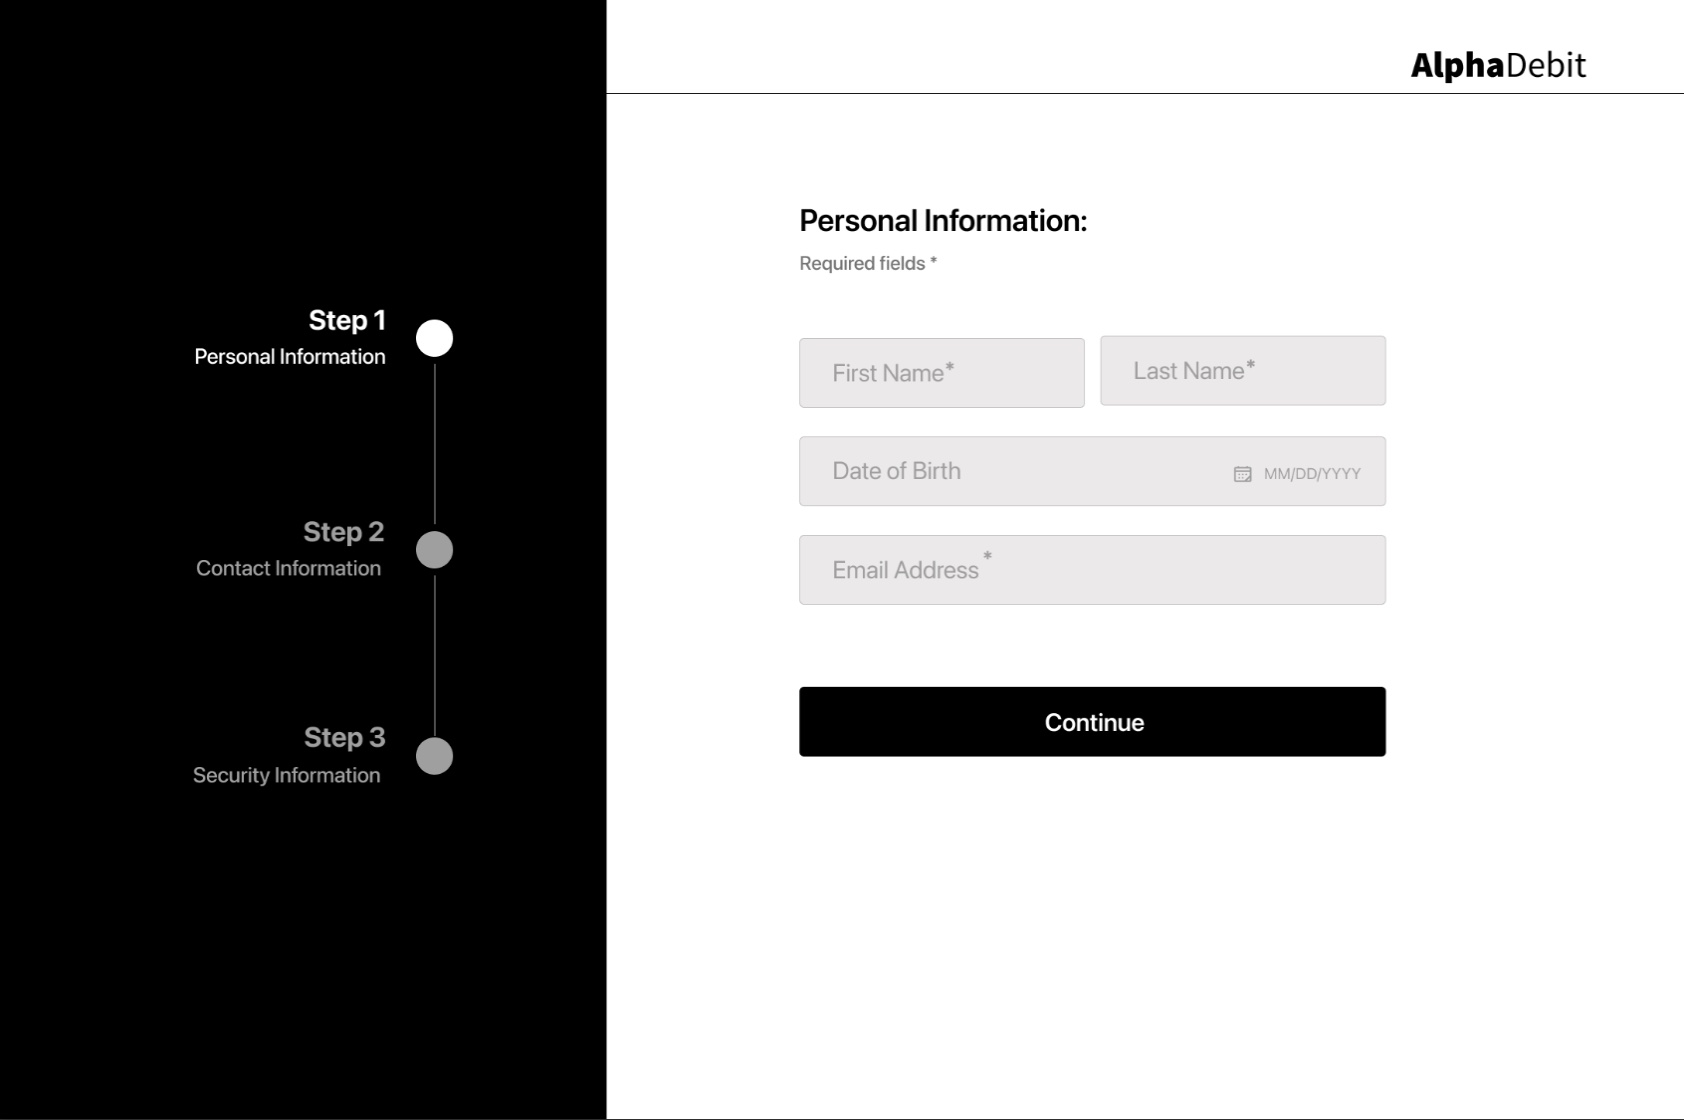 AlphaDebit
Step 1
Personal Information
Step 2
Contact Information
Step 3
Security Information
Personal Information:
Required fields *
First Name*
Last Name*
Date of Birth
MM/DD/YYYY
Email Address *
Continue